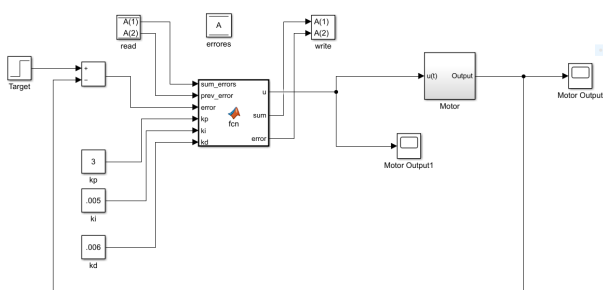 A(1)
A(2)
read
A
errores
A(1)
A(2)
write
Target
+
−
sum_errors
prev_error
error
kp
ki
kd
fcn
u
sum
error
u(t)
Output
Motor
Motor Output
Motor Output1
3
kp
.005
ki
.006
kd